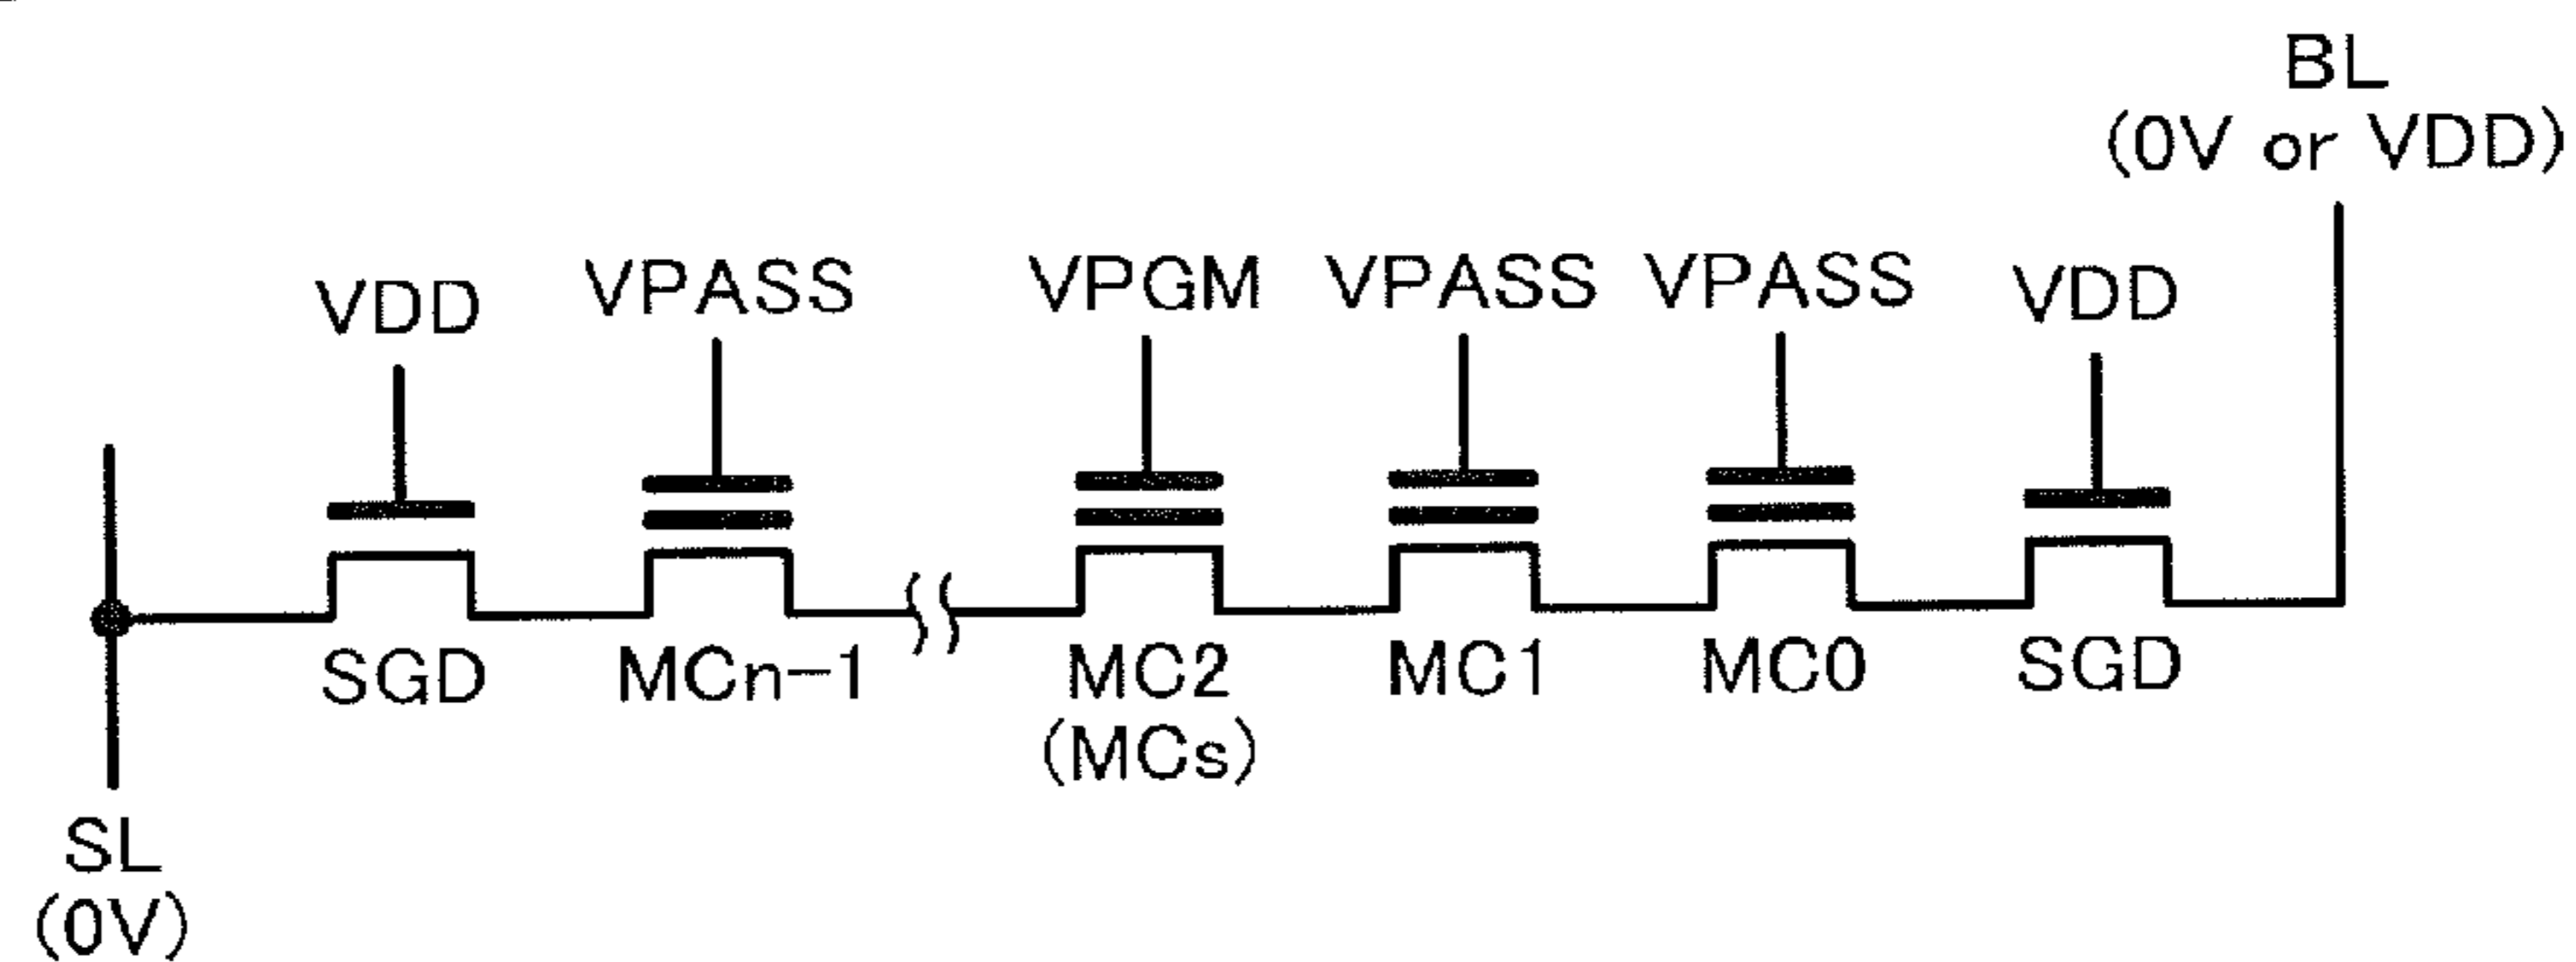 BL
(0V or VDD)
VDD VPASS VPGM VPASS VPASS VDD
SGD MCn-1 MC2 MC1 MC0 SGD
(MCs)
SL
(0V)